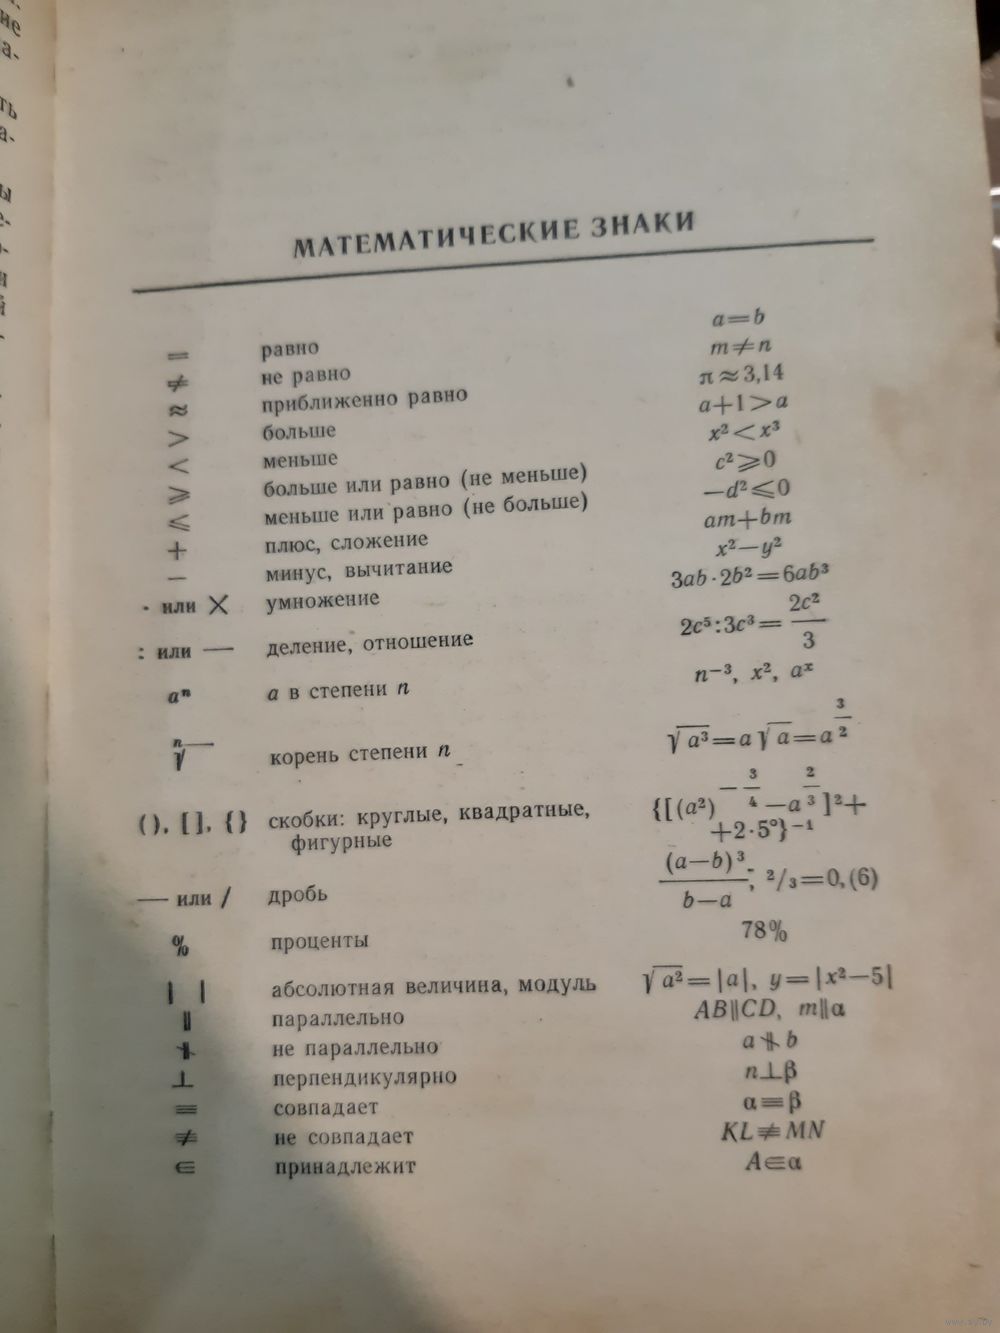 МАТЕМАТИЧЕСКИЕ ЗНАКИ
= равно a=b
≠ не равно m≠n
≈ приближенно равно π≈3,14
> больше a+1>a
< меньше x²<x³
⩾ больше или равно (не меньше) c²⩾0
⩽ меньше или равно (не больше) —d²⩽0
+ плюс, сложение am+bm
— минус, вычитание x²—y²
· или × умножение 3ab·2b²=6ab³
: или — деление, отношение 2c⁵:3c³=2c²/3
aⁿ a в степени n n⁻³, x², aˣ
ⁿ√ корень степени n √a³=a√a=a^(3/2)
(), [], {} скобки: круглые, квадратные, {[(a²)^(—3/4)—a^(2/3)]²+
фигурные +2·5°}⁻¹
— или / дробь (a—b)³/(b—a); ²/₃=0,(6)
% проценты 78%
| | абсолютная величина, модуль √a²=|a|, y=|x²—5|
∥ параллельно AB∥CD, m∥α
∦ не параллельно a∦b
⊥ перпендикулярно n⊥β
≡ совпадает α≡β
≢ не совпадает KL≢MN
∈ принадлежит A∈α